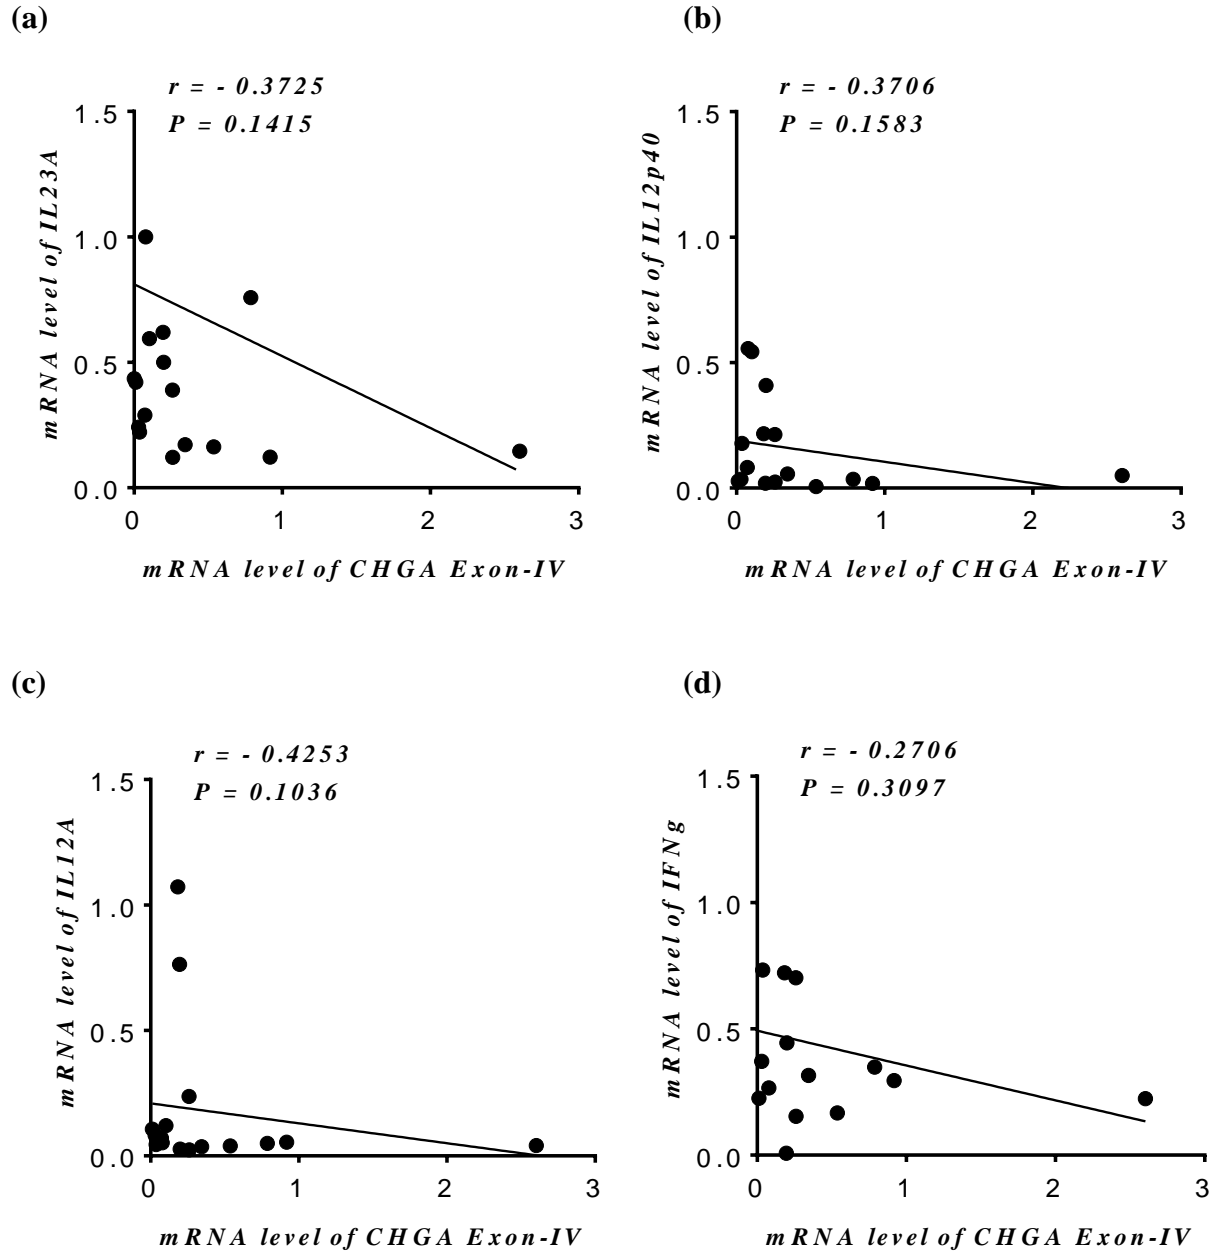 (a)
r = - 0.3725
P = 0.1415
mRNA level of IL23A
1.5
1.0
0.5
0.0
0 1 2 3
mRNA level of CHGA Exon-IV
(b)
r = - 0.3706
P = 0.1583
mRNA level of IL12p40
1.5
1.0
0.5
0.0
0 1 2 3
mRNA level of CHGA Exon-IV
(c)
r = - 0.4253
P = 0.1036
mRNA level of IL12A
1.5
1.0
0.5
0.0
0 1 2 3
mRNA level of CHGA Exon-IV
(d)
r = - 0.2706
P = 0.3097
mRNA level of IFNg
1.5
1.0
0.5
0.0
0 1 2 3
mRNA level of CHGA Exon-IV